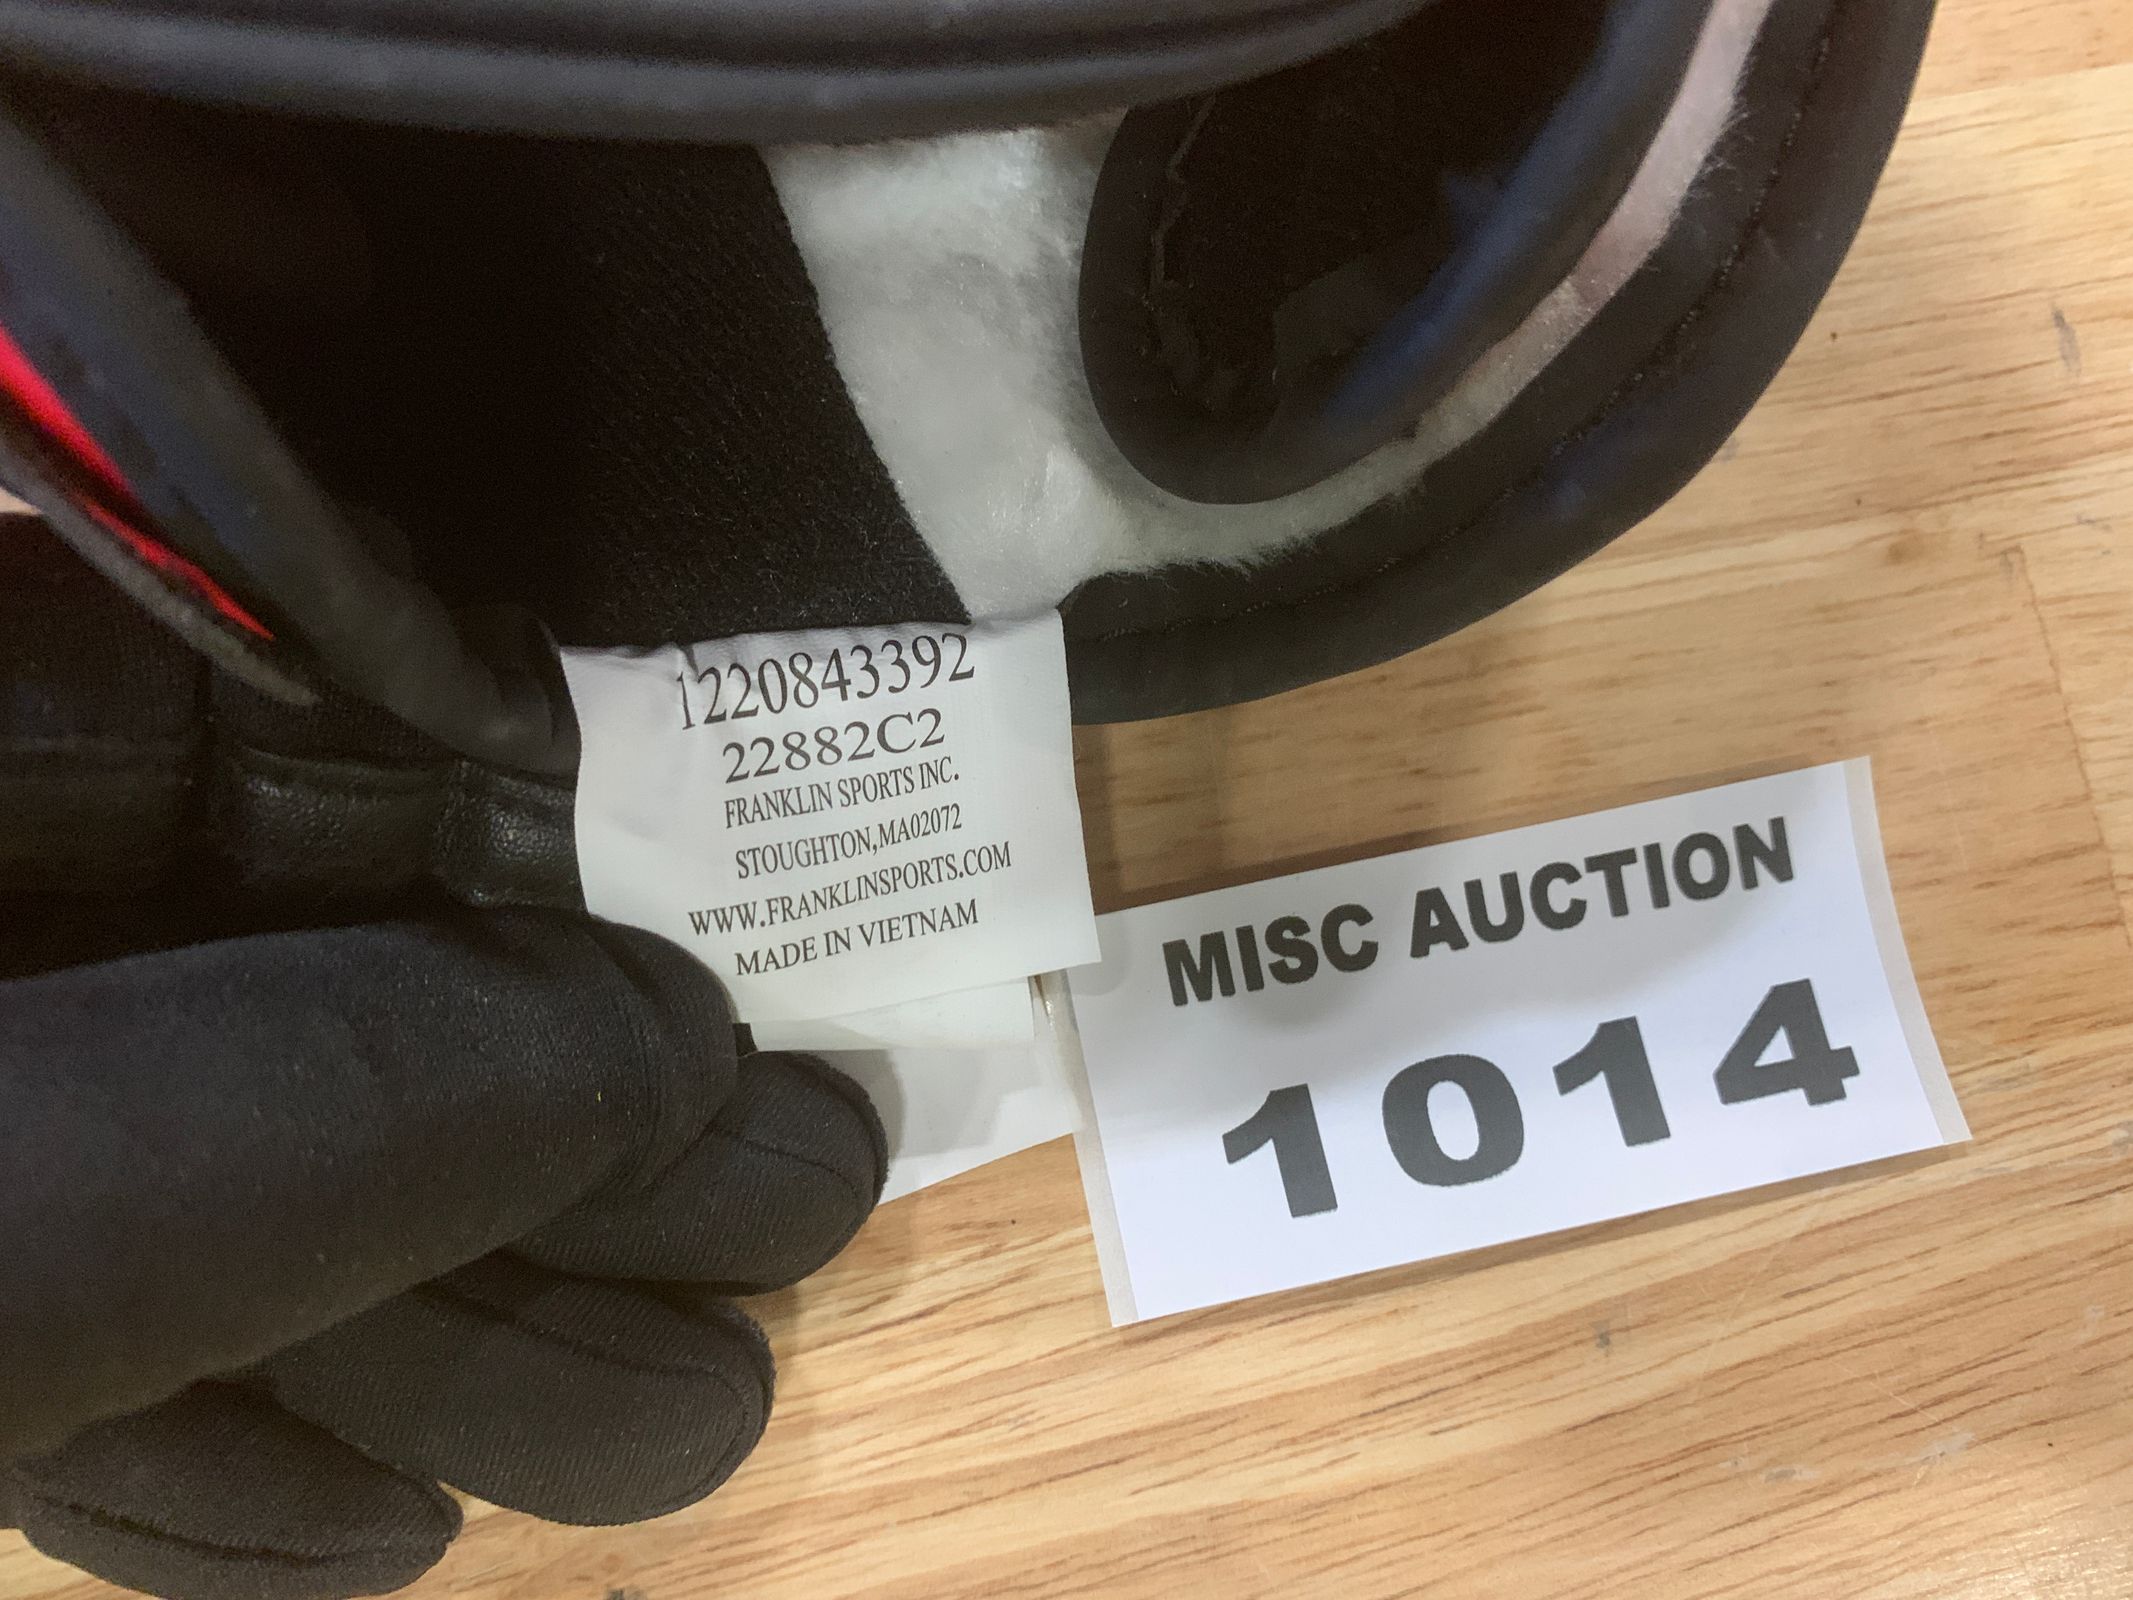 1220843392
22882C2
FRANKLIN SPORTS INC.
STOUGHTON,MA02072
WWW.FRANKLINSPORTS.COM
MADE IN VIETNAM
MISC AUCTION
1014